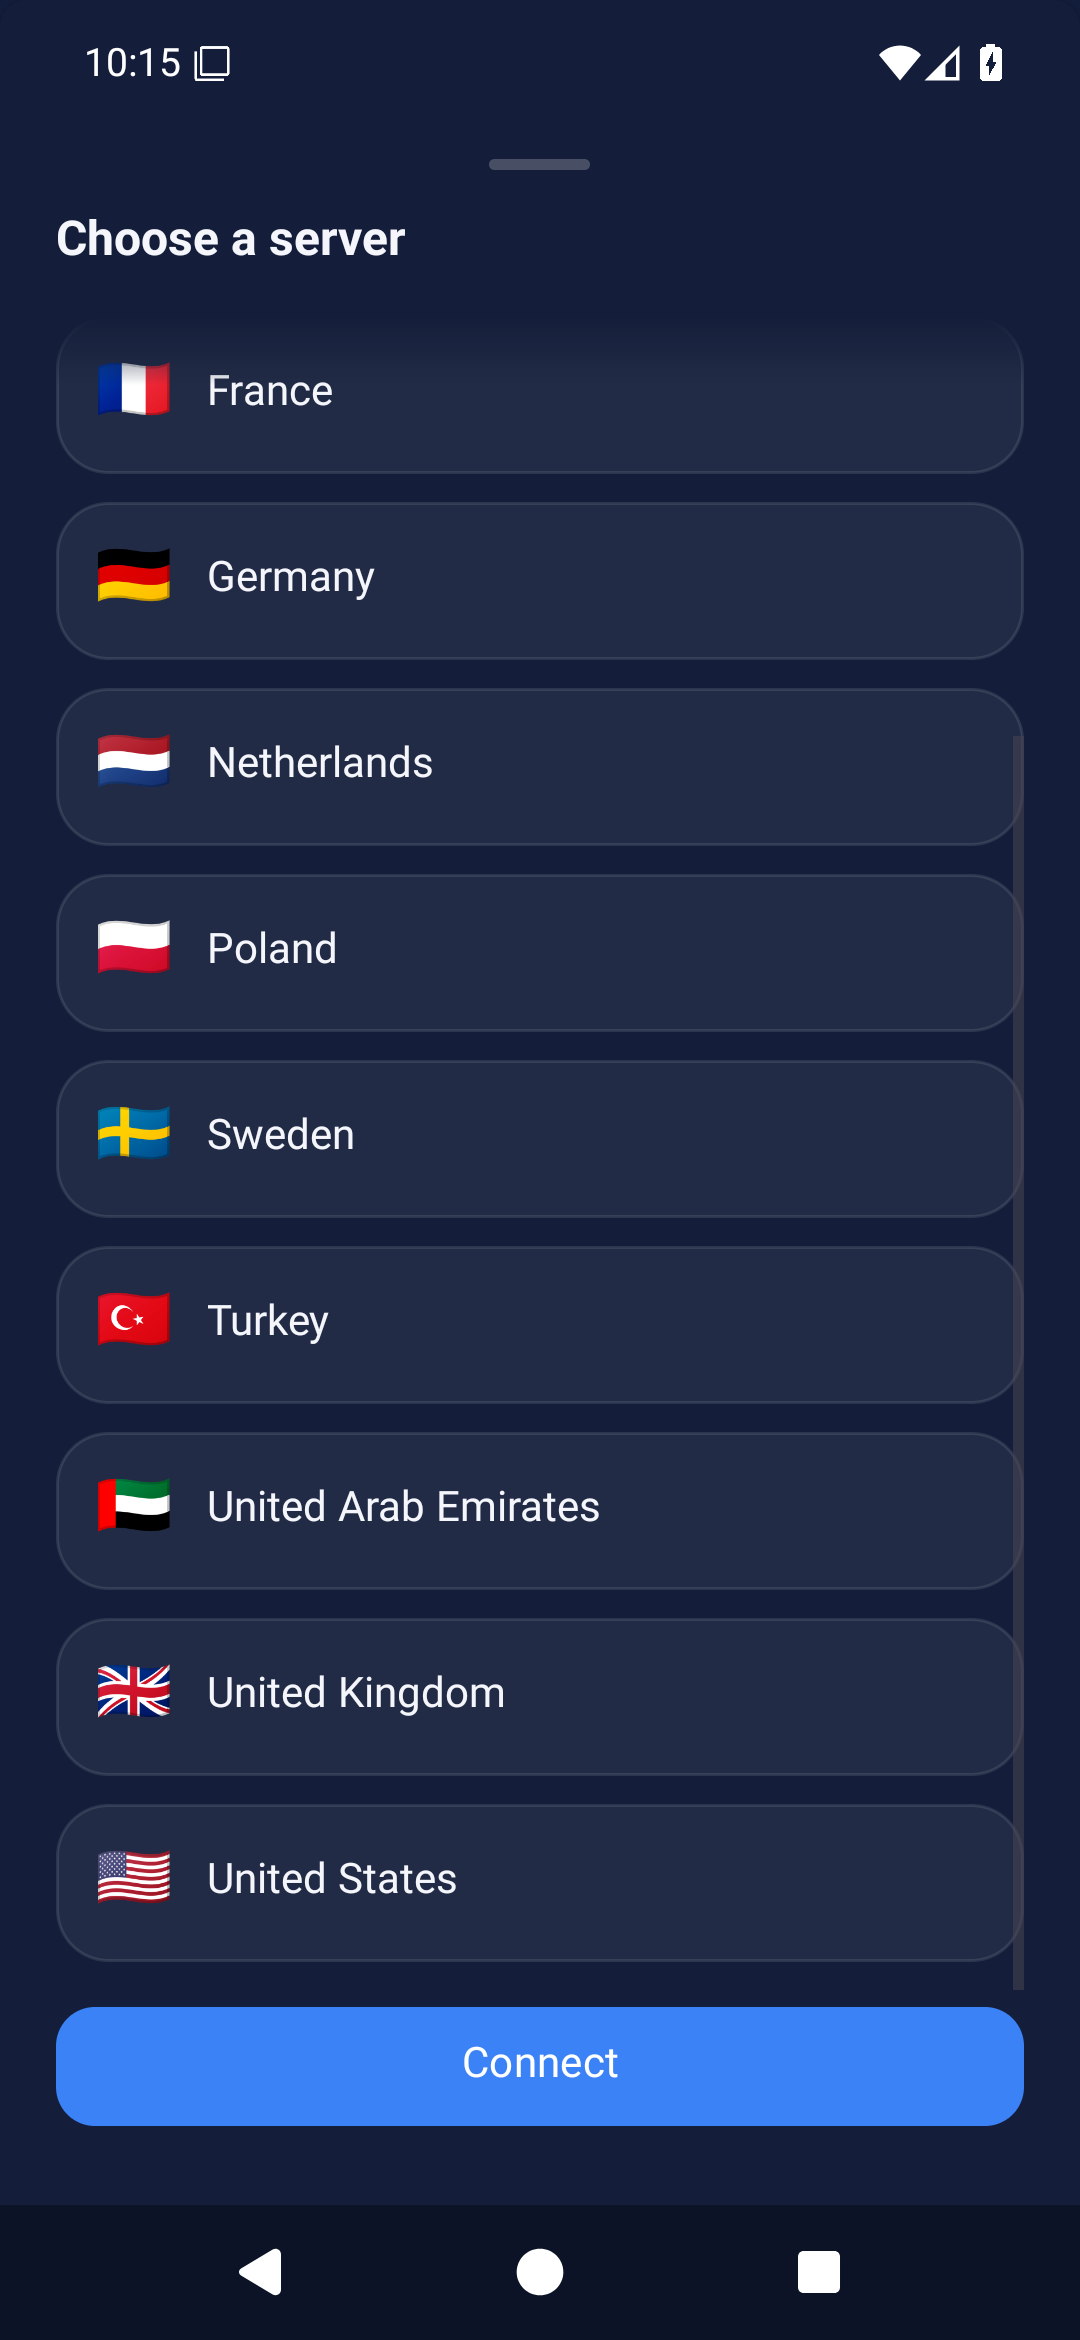 10:15
Choose a server
France
Germany
Netherlands
Poland
Sweden
Turkey
United Arab Emirates
United Kingdom
United States
Connect